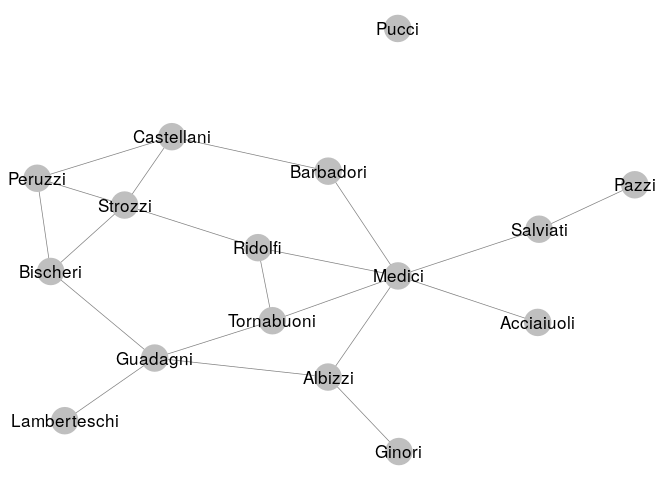 Pucci
Castellani
Barbadori
Peruzzi
Pazzi
Strozzi
Salviati
Ridolfi
Bischeri
Medici
Tornabuoni
Acciaiuoli
Guadagni
Albizzi
Lamberteschi
Ginori